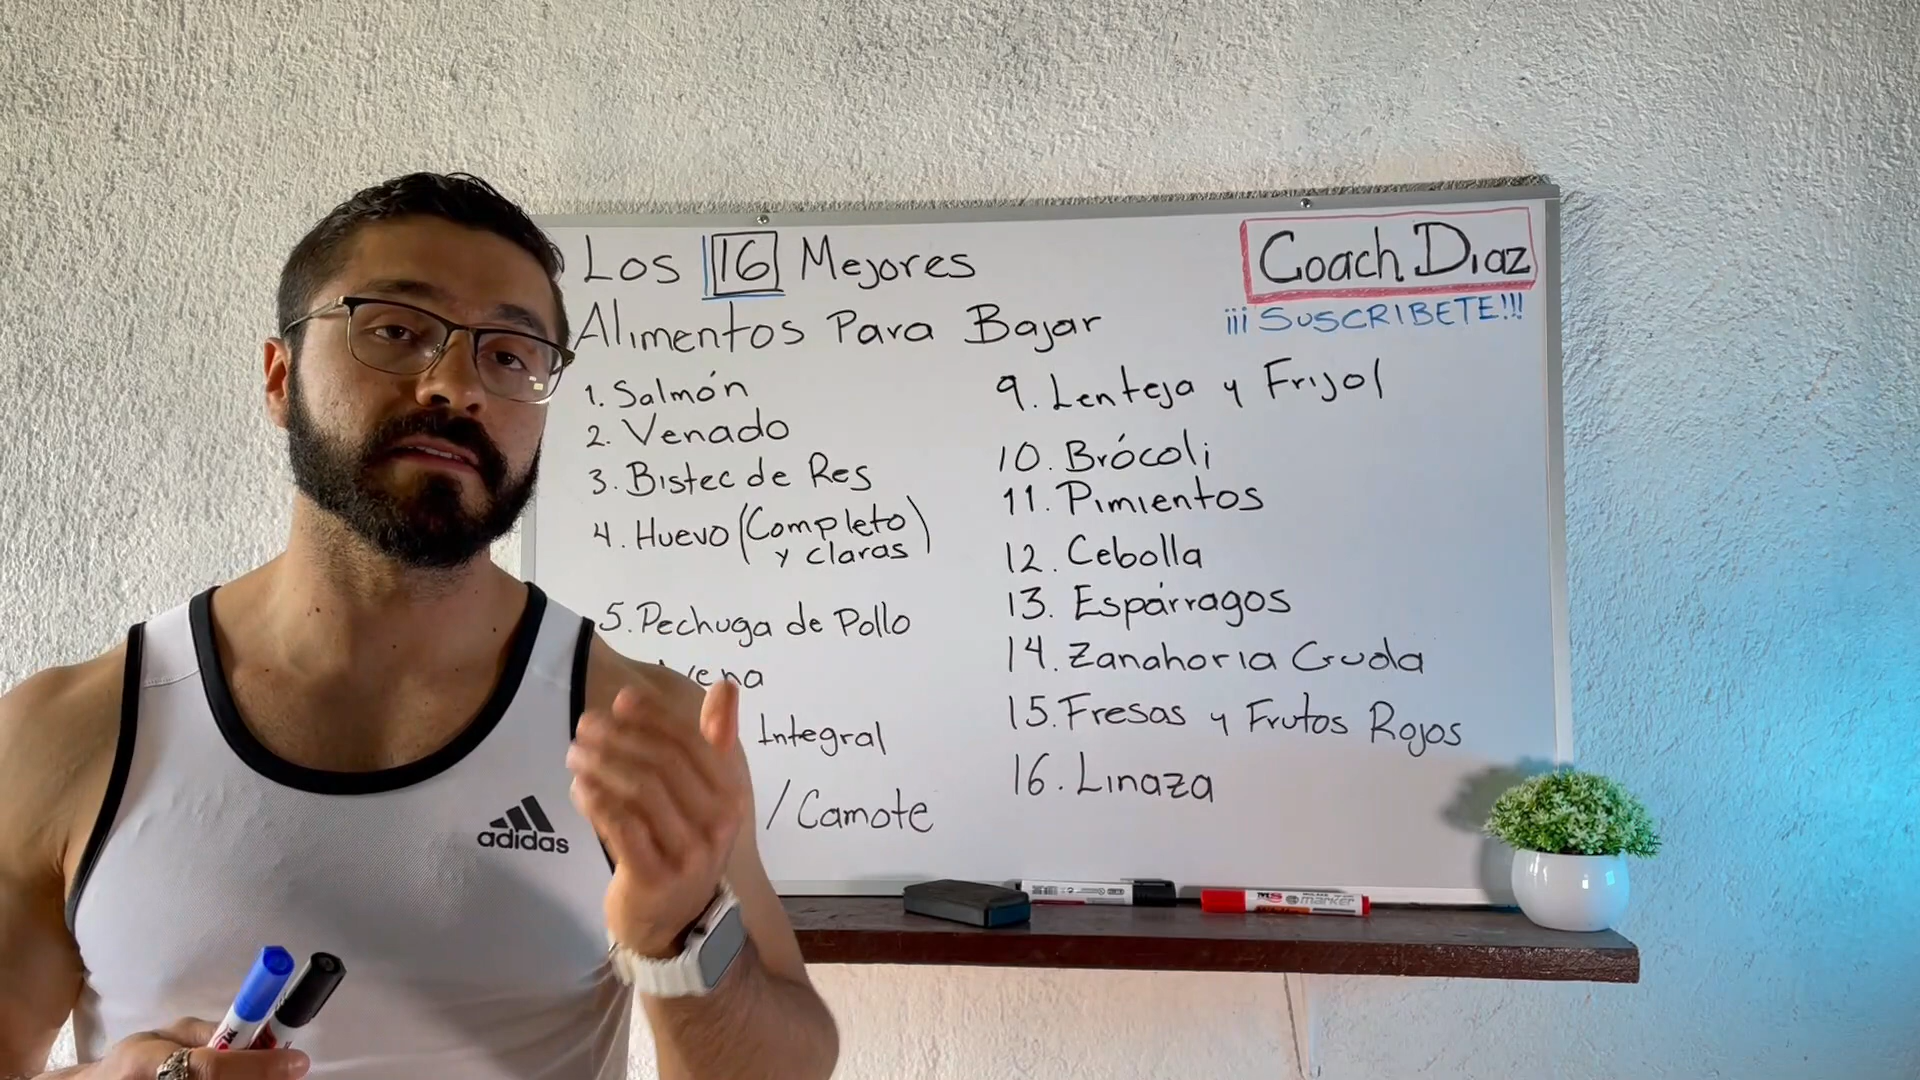 Los 16 Mejores
Alimentos Para Bajar
1. Salmón
2. Venado
3. Bistec de Res
4. Huevo (Completo
y claras)
5. Pechuga de Pollo
Integral
/ Camote
Coach Diaz
¡¡¡SUSCRIBETE!!!
9. Lenteja y Frijol
10. Brócoli
11. Pimientos
12. Cebolla
13. Espárragos
14. Zanahoria Cruda
15. Fresas y Frutos Rojos
16. Linaza
adidas
MS marker